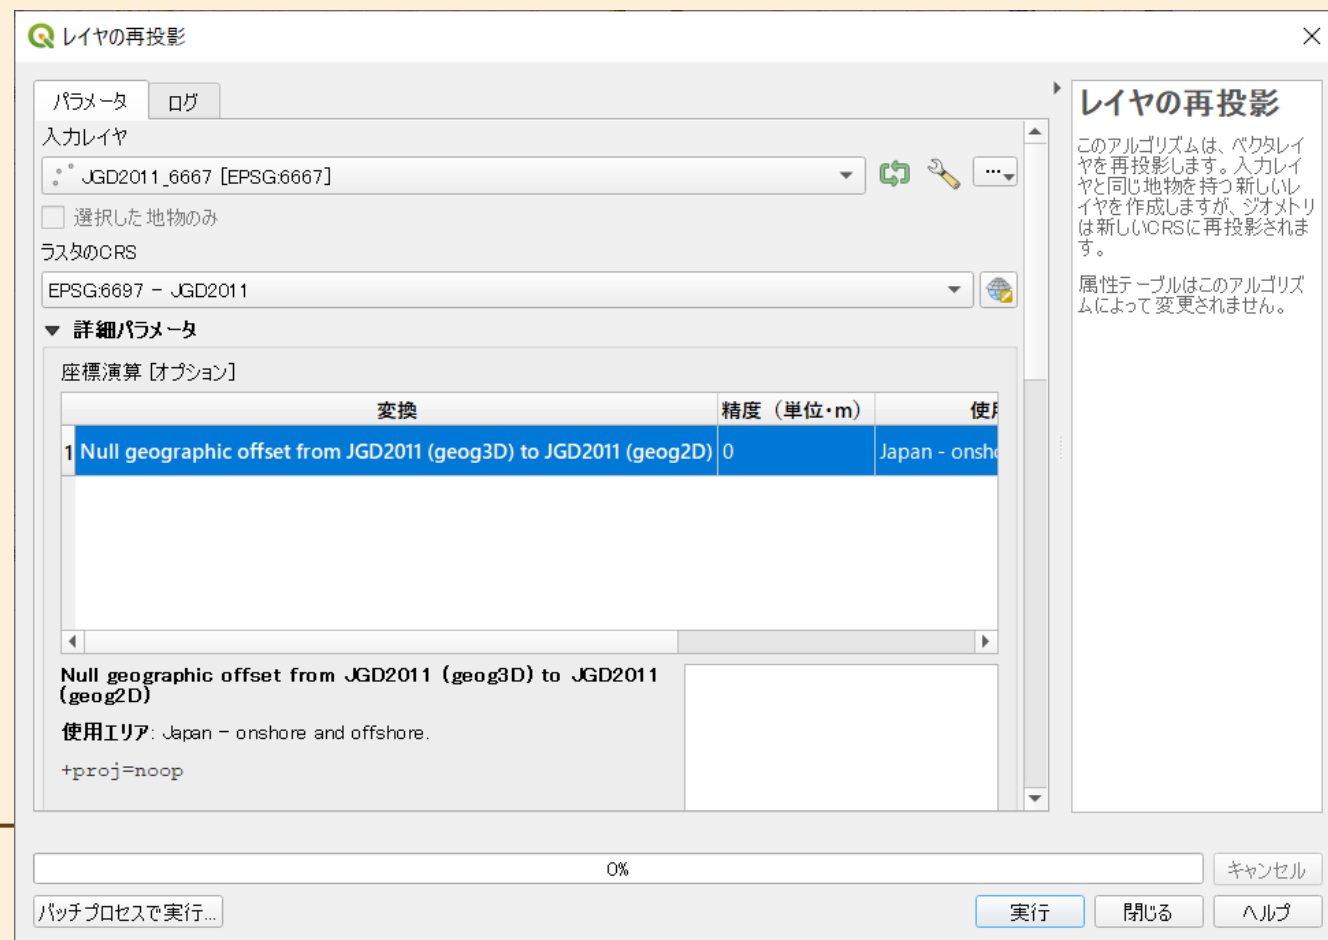 レイヤの再投影
パラメータ
ログ
入力レイヤ
JGD2011_6667 [EPSG:6667]
選択した地物のみ
ラスタのCRS
EPSG:6697 - JGD2011
▼ 詳細パラメータ
座標演算 [オプション]
変換
精度（単位・m）
使用
1 Null geographic offset from JGD2011 (geog3D) to JGD2011 (geog2D)
0
Japan - onsho
Null geographic offset from JGD2011 (geog3D) to JGD2011
(geog2D)
使用エリア: Japan - onshore and offshore.
+proj=noop
レイヤの再投影
このアルゴリズムは、ベクタレイ
ヤを再投影します。入力レイ
ヤと同じ地物を持つ新しいレ
イヤを作成しますが、ジオメトリ
は新しいCRSに再投影されま
す。
属性テーブルはこのアルゴリズ
ムによって変更されません。
0%
キャンセル
バッチプロセスで実行...
実行
閉じる
ヘルプ